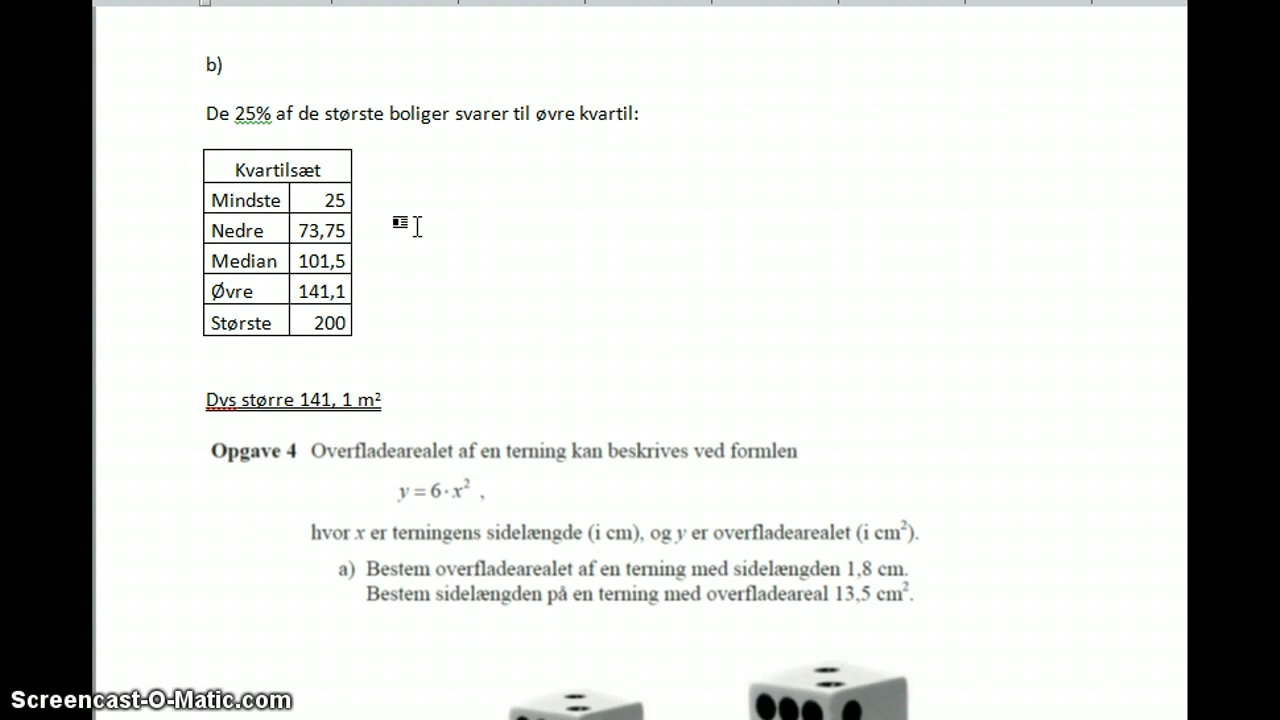 b)
De 25% af de største boliger svarer til øvre kvartil:
Kvartilsæt
Mindste 25
Nedre 73,75
Median 101,5
Øvre 141,1
Største 200
Dvs større 141, 1 m²
Opgave 4 Overfladearealet af en terning kan beskrives ved formlen
y = 6 · x² ,
hvor x er terningens sidelængde (i cm), og y er overfladearealet (i cm²).
a) Bestem overfladearealet af en terning med sidelængden 1,8 cm.
Bestem sidelængden på en terning med overfladeareal 13,5 cm².
Screencast-O-Matic.com